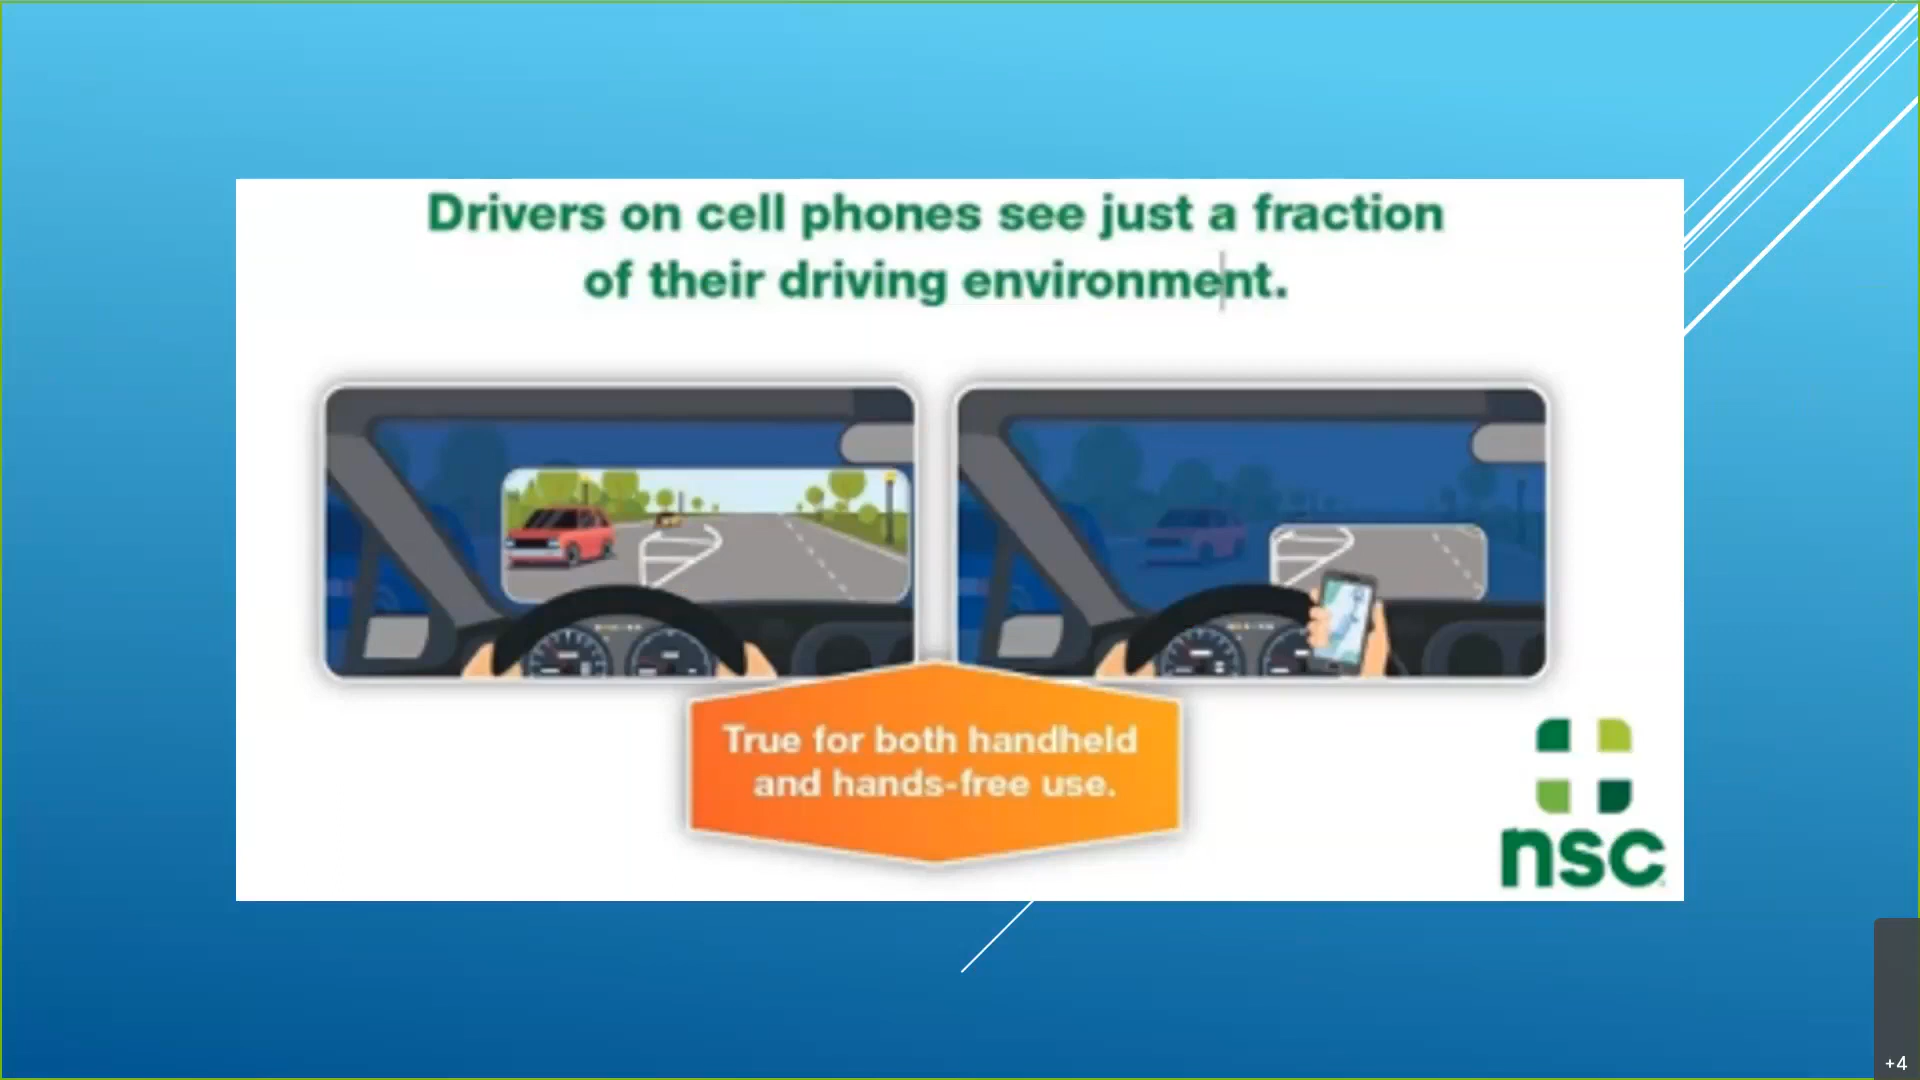 Drivers on cell phones see just a fraction
of their driving environment.
True for both handheld
and hands-free use.
nsc
+4